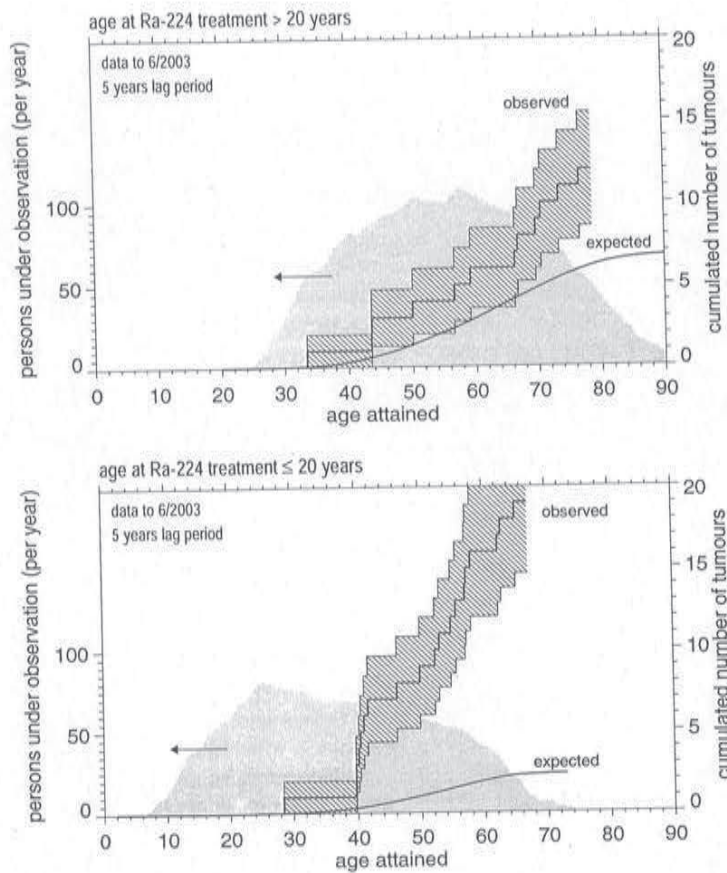 age at Ra-224 treatment > 20 years
data to 6/2003
5 years lag period
persons under observation (per year)
100
50
0
observed
expected
20
15
10
5
0
cumulated number of tumours
0 10 20 30 40 50 60 70 80 90
age attained
age at Ra-224 treatment ≤ 20 years
data to 6/2003
5 years lag period
persons under observation (per year)
100
50
0
observed
expected
20
15
10
5
0
cumulated number of tumours
0 10 20 30 40 50 60 70 80 90
age attained